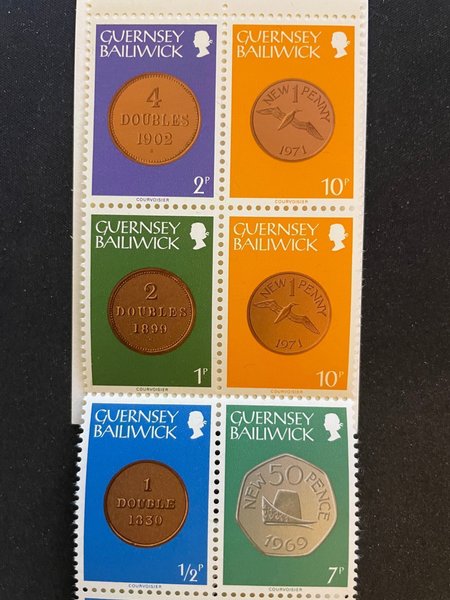 GUERNSEY
BAILIWICK
4
DOUBLES
1902
2P
COURVOISIER
GUERNSEY
BAILIWICK
NEW 1 PENNY
1971
10P
COURVOISIER
GUERNSEY
BAILIWICK
2
DOUBLES
1899
1P
COURVOISIER
GUERNSEY
BAILIWICK
NEW 1 PENNY
1971
10P
COURVOISIER
GUERNSEY
BAILIWICK
1
DOUBLE
1830
1/2P
COURVOISIER
GUERNSEY
BAILIWICK
NEW 50 PENCE
1969
7P
COURVOISIER